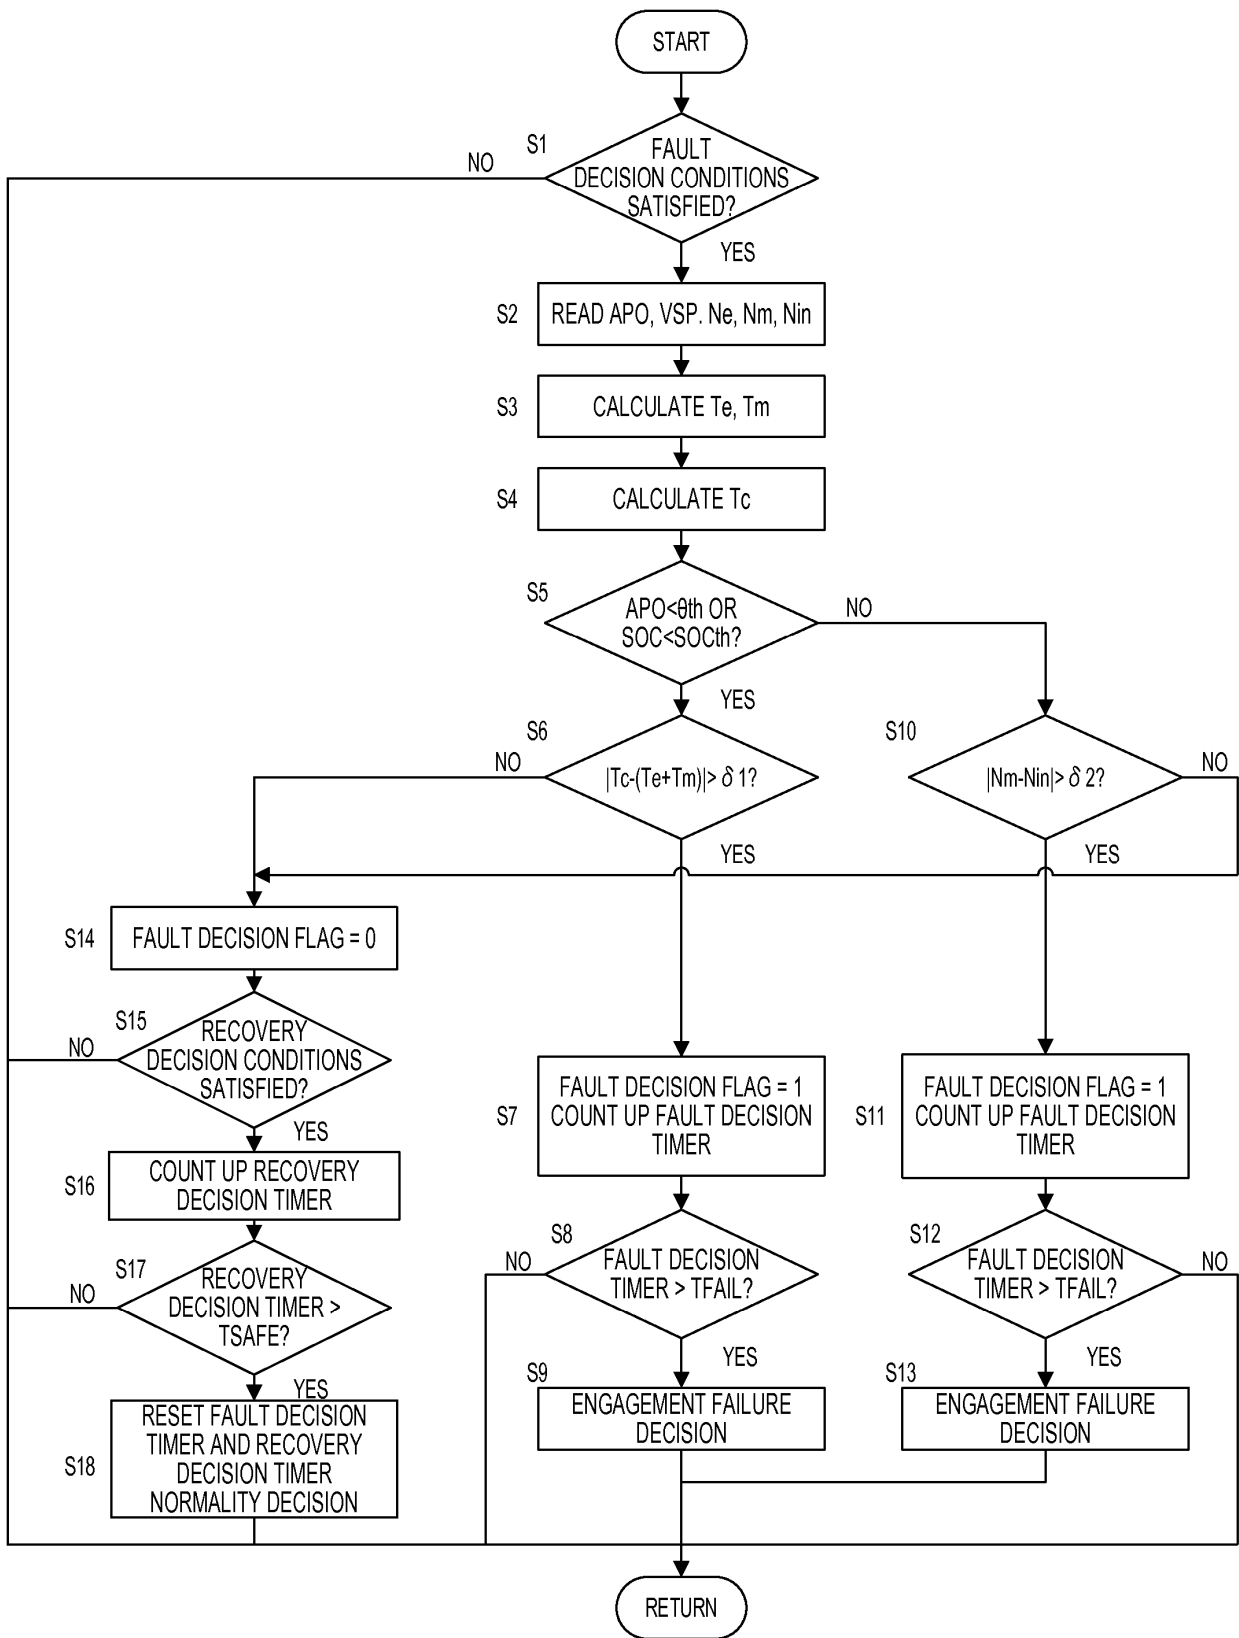 START
S1
FAULT
DECISION CONDITIONS
SATISFIED?
NO
YES
S2
READ APO, VSP. Ne, Nm, Nin
S3
CALCULATE Te, Tm
S4
CALCULATE Tc
S5
APO<θth OR
SOC<SOCth?
NO
YES
S6
|Tc-(Te+Tm)|> δ 1?
NO
YES
S10
|Nm-Nin|> δ 2?
NO
YES
S14
FAULT DECISION FLAG = 0
S15
RECOVERY
DECISION CONDITIONS
SATISFIED?
NO
YES
S16
COUNT UP RECOVERY
DECISION TIMER
S17
RECOVERY
DECISION TIMER >
TSAFE?
NO
YES
S18
RESET FAULT DECISION
TIMER AND RECOVERY
DECISION TIMER
NORMALITY DECISION
S7
FAULT DECISION FLAG = 1
COUNT UP FAULT DECISION
TIMER
S8
FAULT DECISION
TIMER > TFAIL?
NO
YES
S9
ENGAGEMENT FAILURE
DECISION
S11
FAULT DECISION FLAG = 1
COUNT UP FAULT DECISION
TIMER
S12
FAULT DECISION
TIMER > TFAIL?
NO
YES
S13
ENGAGEMENT FAILURE
DECISION
RETURN